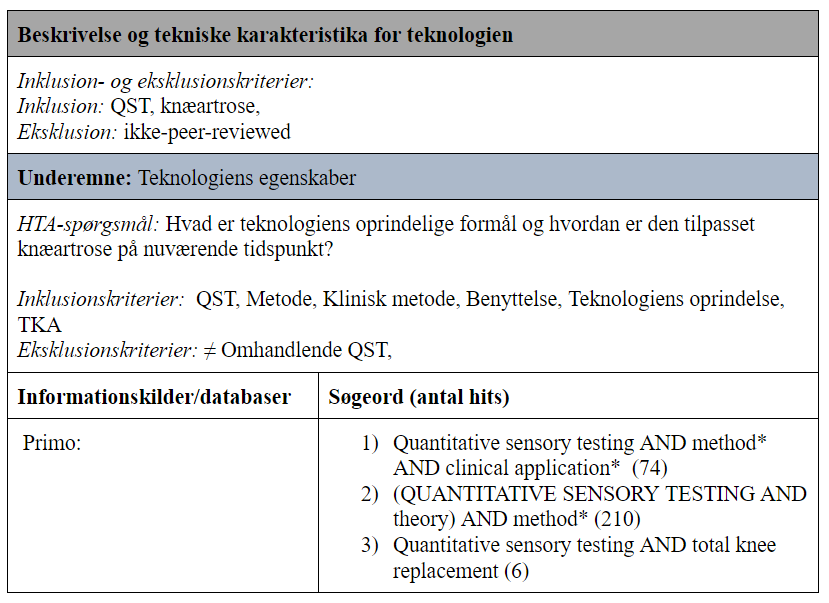 Beskrivelse og tekniske karakteristika for teknologien
Inklusion- og eksklusionskriterier:
Inklusion: QST, knæartrose,
Eksklusion: ikke-peer-reviewed
Underemne: Teknologiens egenskaber
HTA-spørgsmål: Hvad er teknologiens oprindelige formål og hvordan er den tilpasset
knæartrose på nuværende tidspunkt?
Inklusionskriterier: QST, Metode, Klinisk metode, Benyttelse, Teknologiens oprindelse,
TKA
Eksklusionskriterier: ≠ Omhandlende QST,
Informationskilder/databaser
Søgeord (antal hits)
Primo:
1) Quantitative sensory testing AND method*
AND clinical application* (74)
2) (QUANTITATIVE SENSORY TESTING AND
theory) AND method* (210)
3) Quantitative sensory testing AND total knee
replacement (6)